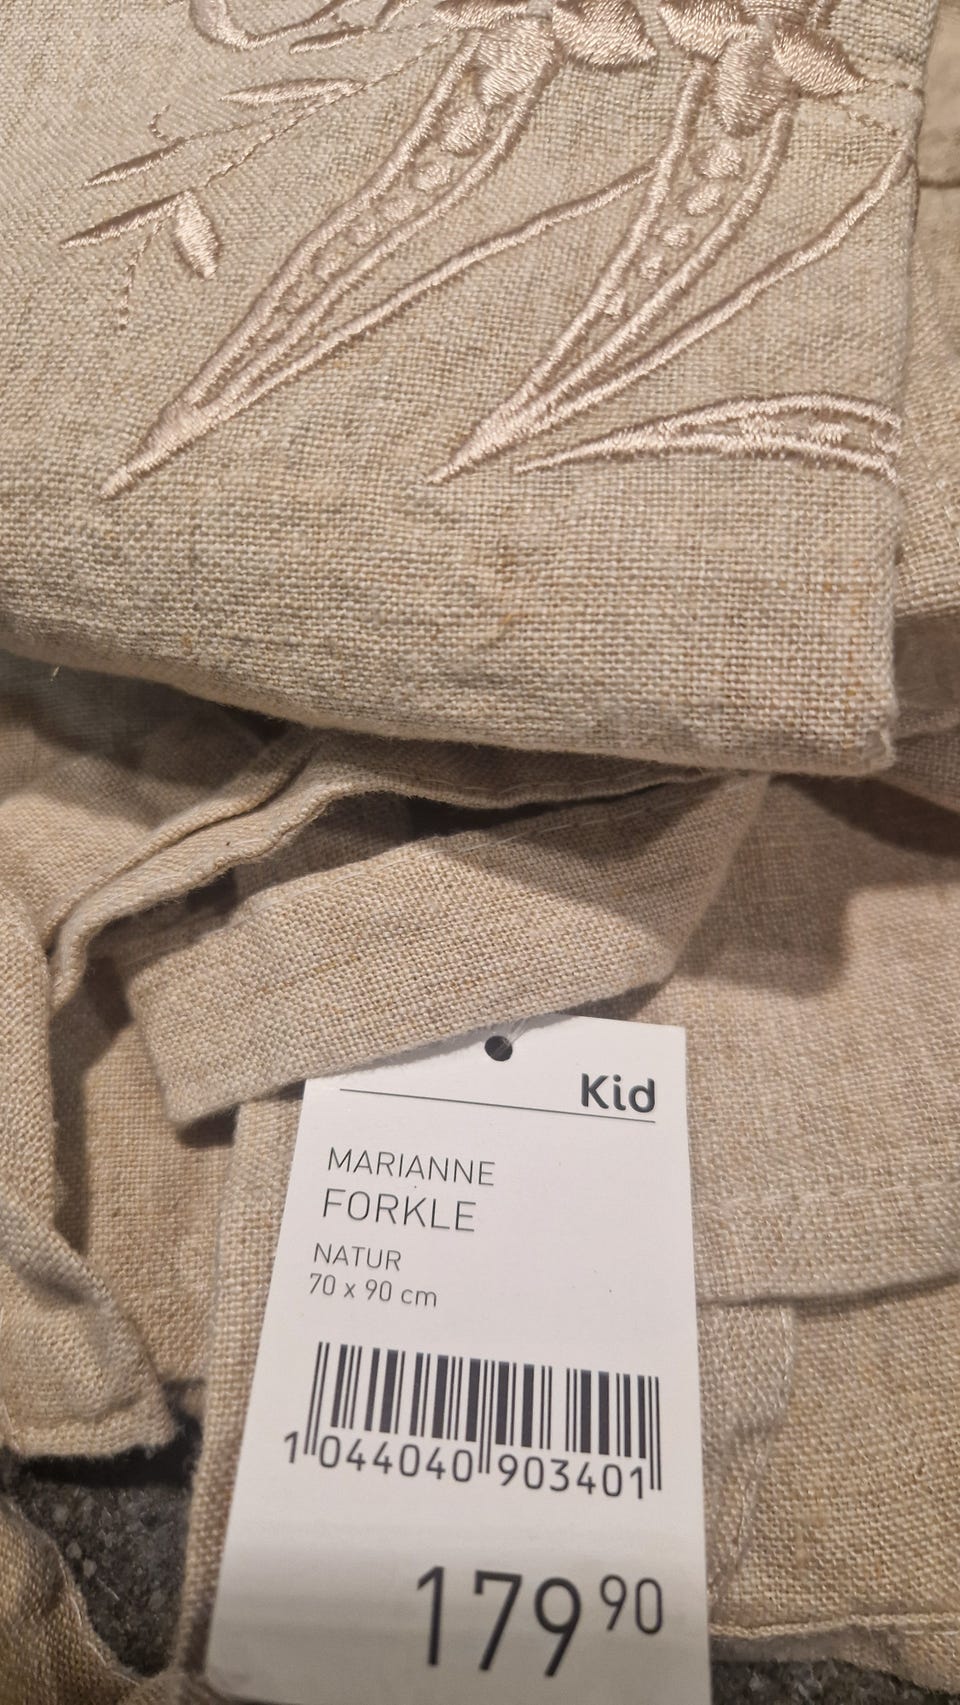 Kid
MARIANNE
FORKLE
NATUR
70 x 90 cm
1 044040 903401
179 90